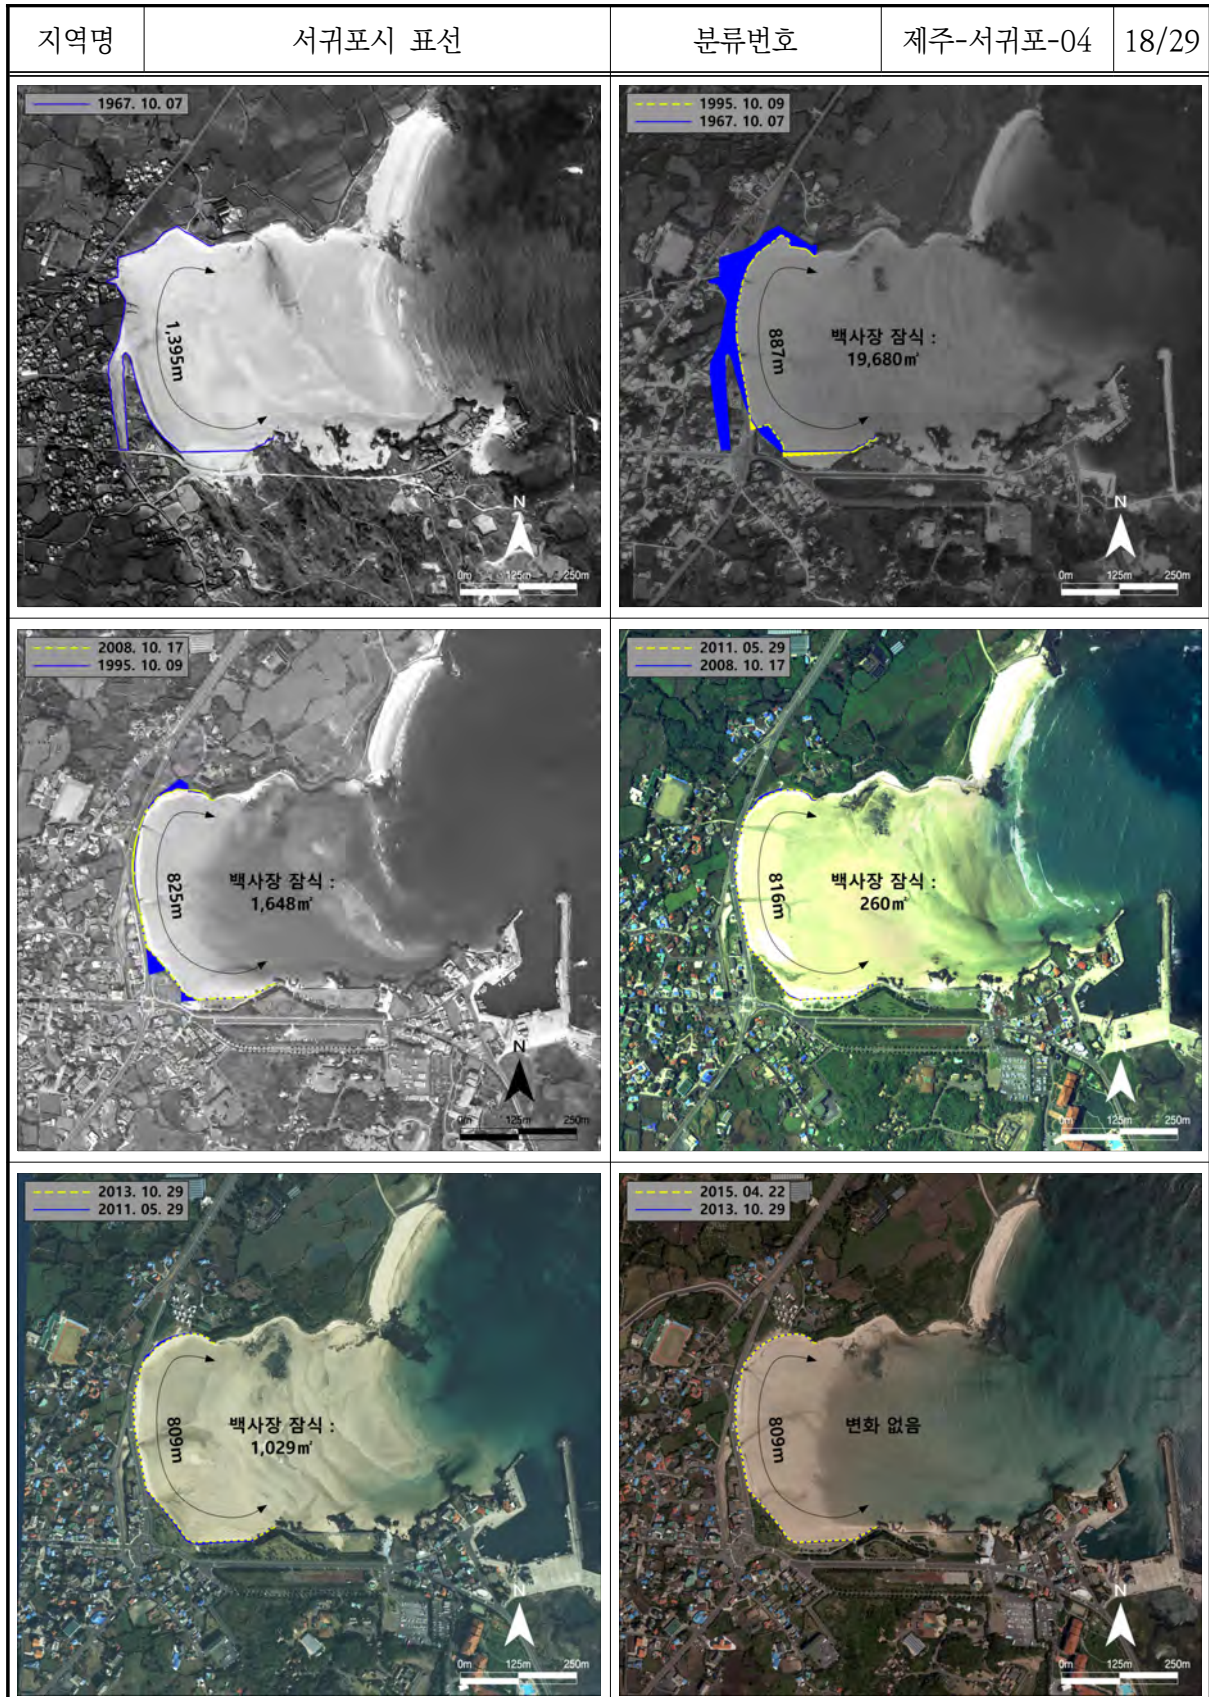 지역명 서귀포시 표선 분류번호 제주-서귀포-04 18/29
1967. 10. 07
1,395m
N
0m 125m 250m
1995. 10. 09
1967. 10. 07
887m
백사장 잠식 :
19,680㎡
N
0m 125m 250m
2008. 10. 17
1995. 10. 09
825m
백사장 잠식 :
1,648㎡
N
0m 125m 250m
2011. 05. 29
2008. 10. 17
816m
백사장 잠식 :
260㎡
N
0m 125m 250m
2013. 10. 29
2011. 05. 29
809m
백사장 잠식 :
1,029㎡
N
0m 125m 250m
2015. 04. 22
2013. 10. 29
809m
변화 없음
N
0m 125m 250m